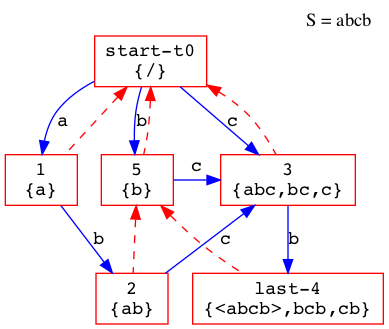 S = abcb
start-t0
{/}
a
b
c
1
{a}
5
{b}
c
3
{abc,bc,c}
b
c
b
2
{ab}
last-4
{<abcb>,bcb,cb}